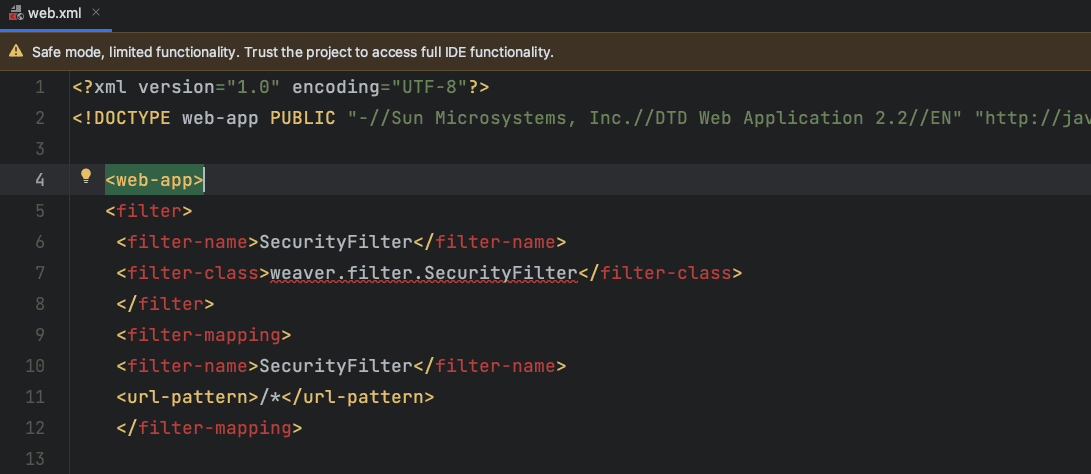 web.xml ×
Safe mode, limited functionality. Trust the project to access full IDE functionality.
1 <?xml version="1.0" encoding="UTF-8"?>
2 <!DOCTYPE web-app PUBLIC "-//Sun Microsystems, Inc.//DTD Web Application 2.2//EN" "http://jav
3
4 <web-app>
5 <filter>
6 <filter-name>SecurityFilter</filter-name>
7 <filter-class>weaver.filter.SecurityFilter</filter-class>
8 </filter>
9 <filter-mapping>
10 <filter-name>SecurityFilter</filter-name>
11 <url-pattern>/*</url-pattern>
12 </filter-mapping>
13